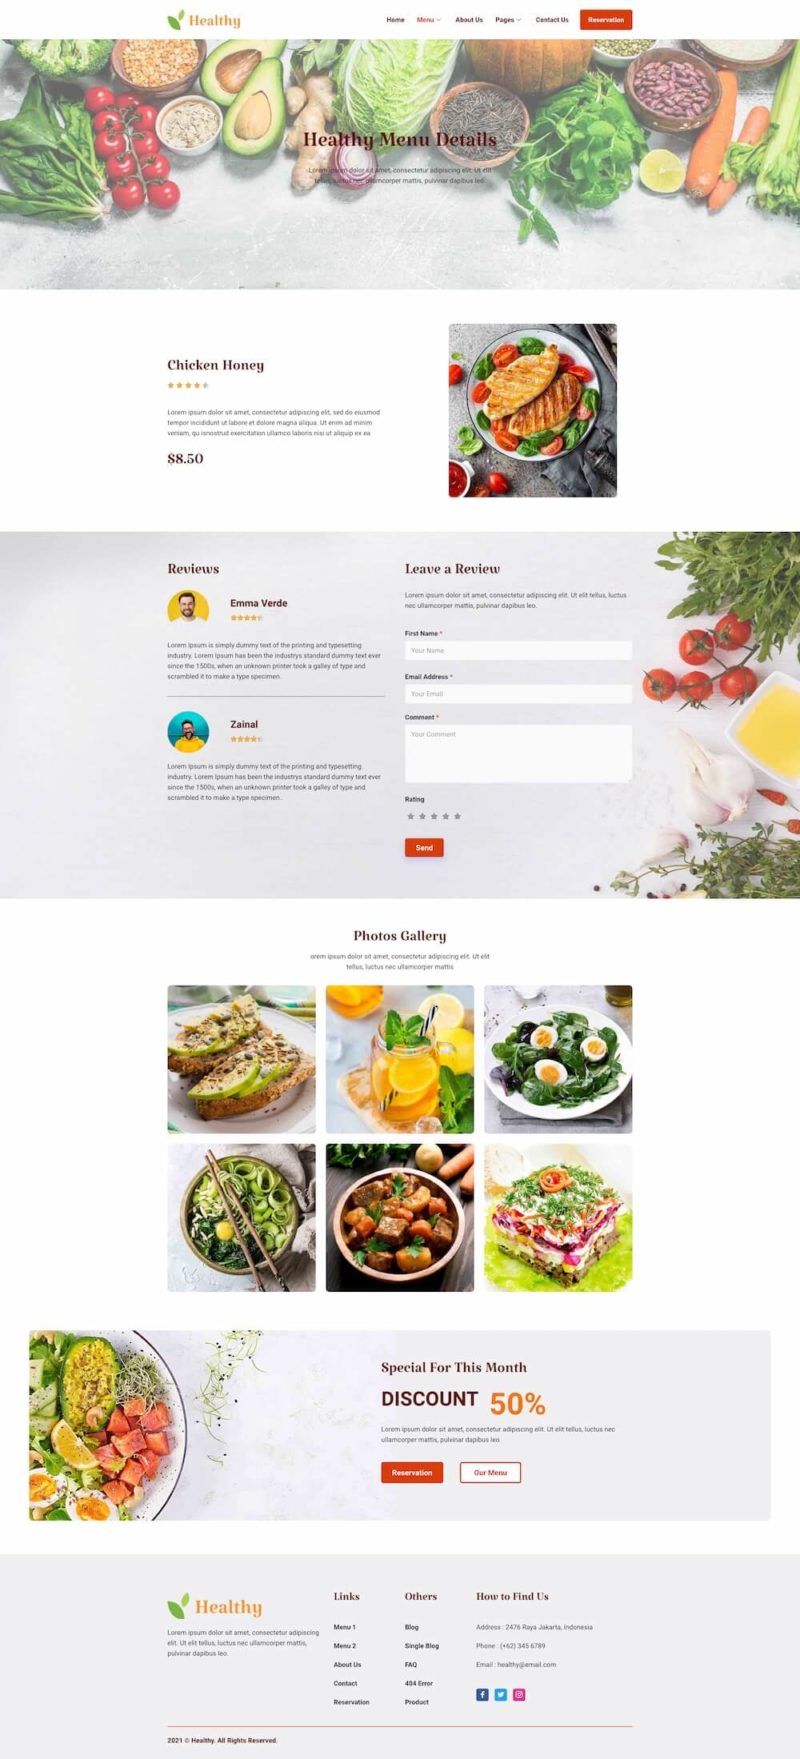 Healthy
Home Menu About Us Pages Contact Us Reservation
Healthy Menu Details
Lorem ipsum dolor sit amet, consectetur adipiscing elit. Ut elit
tellus, luctus nec ullamcorper mattis, pulvinar dapibus leo.
Chicken Honey
Lorem ipsum dolor sit amet, consectetur adipiscing elit, sed do eiusmod
tempor incididunt ut labore et dolore magna aliqua. Ut enim ad minim
veniam, qu isnostrud exercitation ullamco laboris nisi ut aliquip ex ea
$8.50
Reviews
Emma Verde
Lorem Ipsum is simply dummy text of the printing and typesetting
industry. Lorem Ipsum has been the industrys standard dummy text ever
since the 1500s, when an unknown printer took a galley of type and
scrambled it to make a type specimen.
Zainal
Lorem Ipsum is simply dummy text of the printing and typesetting
industry. Lorem Ipsum has been the industrys standard dummy text ever
since the 1500s, when an unknown printer took a galley of type and
scrambled it to make a type specimen..
Leave a Review
Lorem ipsum dolor sit amet, consectetur adipiscing elit. Ut elit tellus, luctus
nec ullamcorper mattis, pulvinar dapibus leo.
First Name *
Your Name
Email Address *
Your Email
Comment *
Your Comment
Rating
Send
Photos Gallery
orem ipsum dolor sit amet, consectetur adipiscing elit. Ut elit
tellus, luctus nec ullamcorper mattis
Special For This Month
DISCOUNT 50%
Lorem ipsum dolor sit amet, consectetur adipiscing elit. Ut elit tellus, luctus nec
ullamcorper mattis, pulvinar dapibus leo.
Reservation Our Menu
Healthy
Lorem ipsum dolor sit amet, consectetur adipiscing
elit. Ut elit tellus, luctus nec ullamcorper mattis,
pulvinar dapibus leo.
Links
Menu 1
Menu 2
About Us
Contact
Reservation
Others
Blog
Single Blog
FAQ
404 Error
Product
How to Find Us
Address : 2476 Raya Jakarta, Indonesia
Phone : (+62) 345 6789
Email : healthy@email.com
2021 © Healthy. All Rights Reserved.